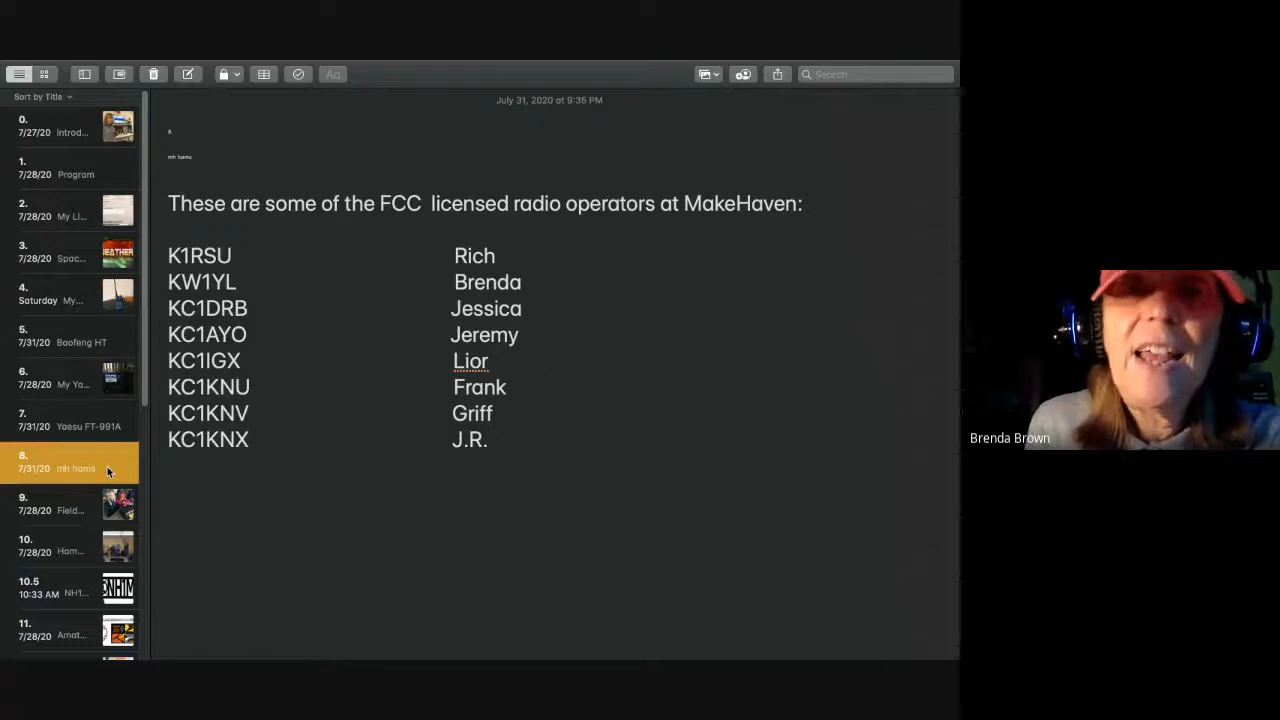 Aa
Search
Sort by Title
July 31, 2020 at 9:35 PM
0.
7/27/20 Introd...
1.
7/28/20 Program
2.
7/28/20 My Li...
3.
7/28/20 Spac...
4.
Saturday My...
5.
7/31/20 Baofeng HT
6.
7/28/20 My Ya...
7.
7/31/20 Yaesu FT-991A
8.
7/31/20 mh hams
9.
7/28/20 Field...
10.
7/28/20 Ham...
10.5
10:33 AM NH1...
11.
7/28/20 Amat...
8.
mh hams
These are some of the FCC licensed radio operators at MakeHaven:
K1RSU Rich
KW1YL Brenda
KC1DRB Jessica
KC1AYO Jeremy
KC1IGX Lior
KC1KNU Frank
KC1KNV Griff
KC1KNX J.R.
Brenda Brown